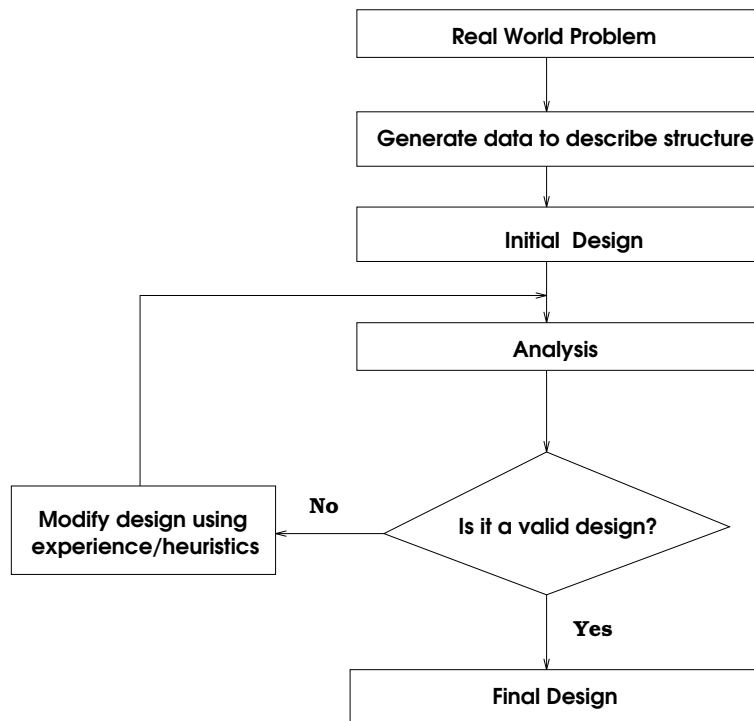 Real World Problem
Generate data to describe structure
Initial Design
Analysis
Is it a valid design?
No
Modify design using
experience/heuristics
Yes
Final Design